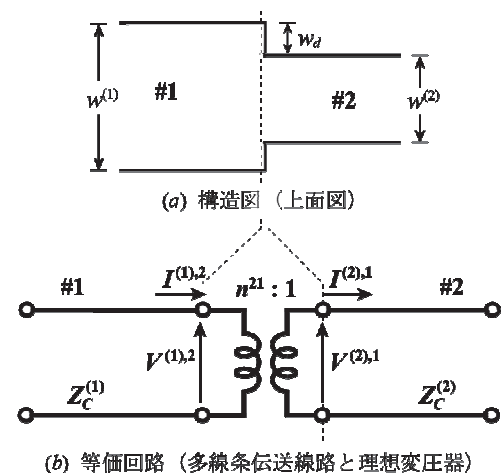 w_d
w^(1)
#1
#2
w^(2)
(a) 構造図（上面図）
#1
I^(1),2
n^21 : 1
I^(2),1
#2
V^(1),2
V^(2),1
Z_C^(1)
Z_C^(2)
(b) 等価回路（多線条伝送線路と理想変圧器）